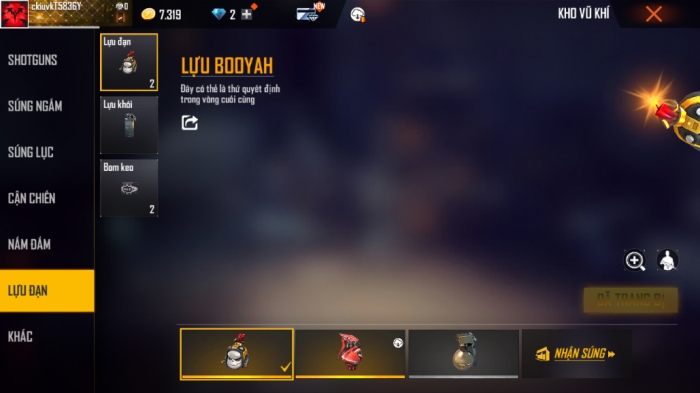 ckiuvkT5836Y 0
7.319 2 NEW KHO VŨ KHÍ
SHOTGUNS
SÚNG NGẮM
SÚNG LỤC
CẬN CHIẾN
NẮM ĐẤM
LỰU ĐẠN
KHÁC
Lựu đạn
2
Lựu khói
Bom keo
2
LỰU BOOYAH
Đây có thể là thứ quyết định
trong vòng cuối cùng
ĐÃ TRANG BỊ
NHẬN SÚNG